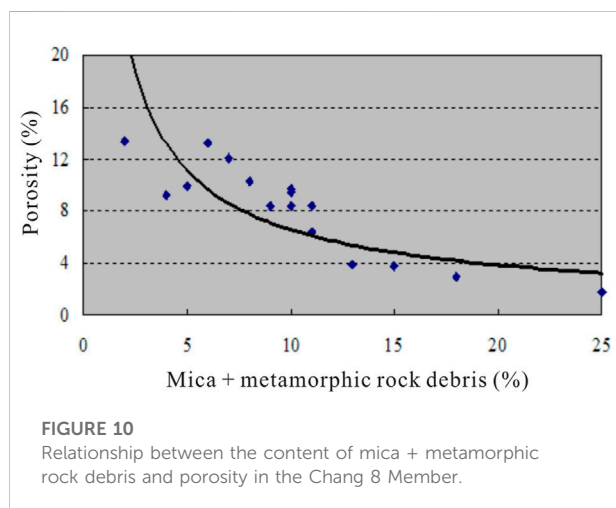 20
16
12
8
4
0
Porosity (%)
0 5 10 15 20 25
Mica + metamorphic rock debris (%)
FIGURE 10
Relationship between the content of mica + metamorphic
rock debris and porosity in the Chang 8 Member.